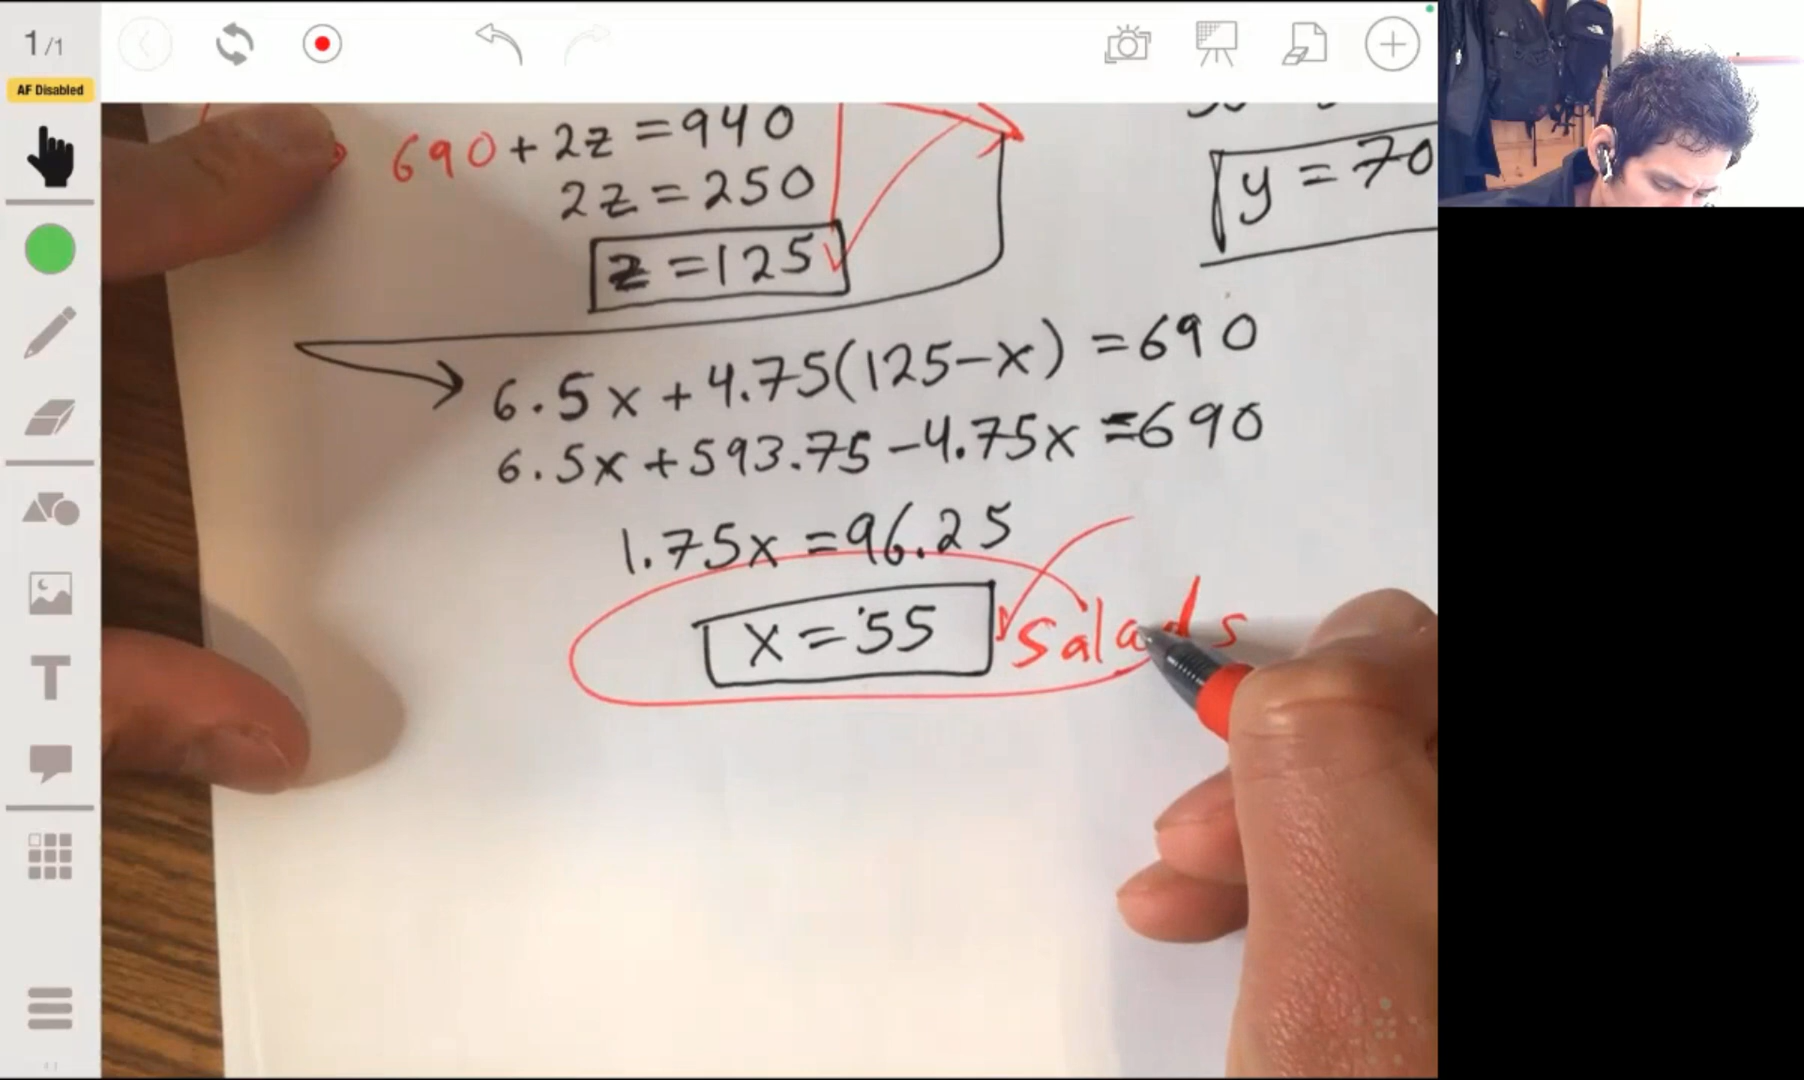 1/1
AF Disabled
690 + 2z = 940
2z = 250
z = 125
y = 70
6.5x + 4.75(125-x) = 690
6.5x + 593.75 - 4.75x = 690
1.75x = 96.25
x = 55 Salads
T